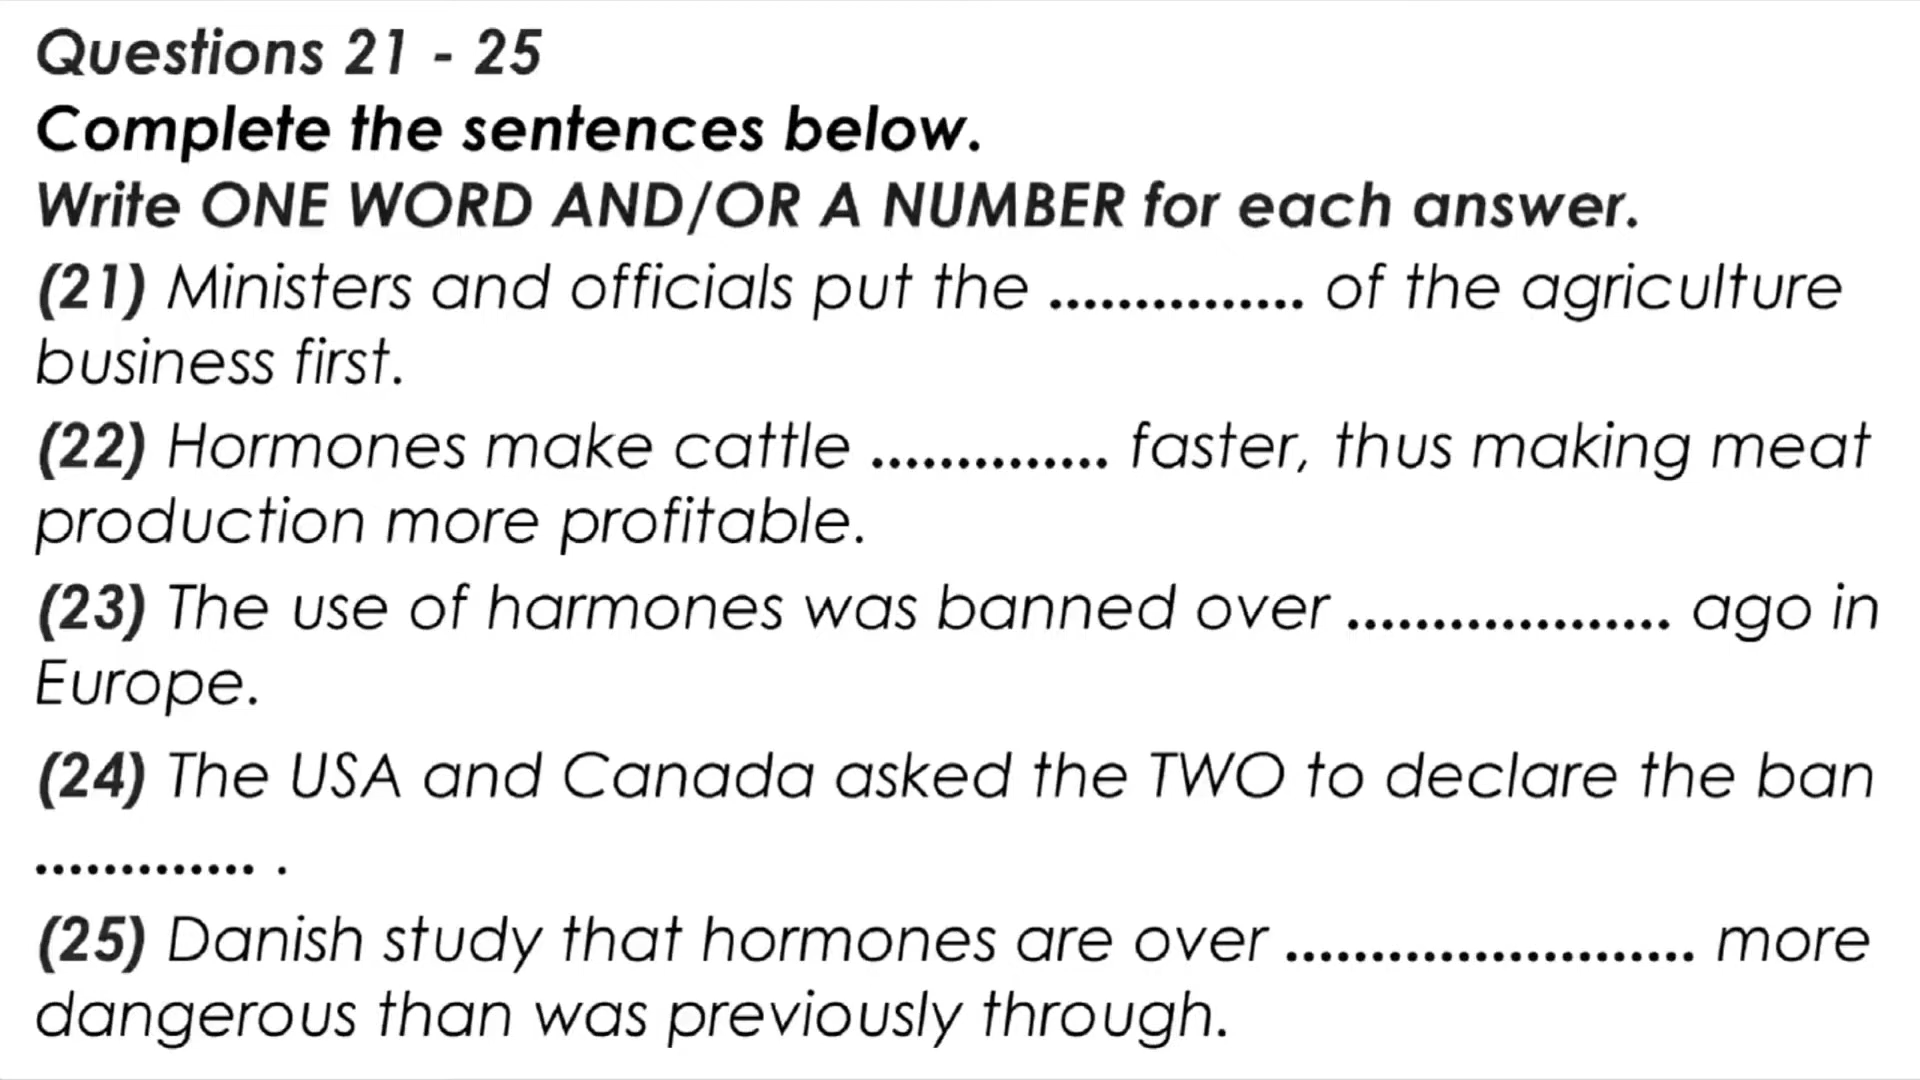 Questions 21 - 25
Complete the sentences below.
Write ONE WORD AND/OR A NUMBER for each answer.
(21) Ministers and officials put the ............... of the agriculture
business first.
(22) Hormones make cattle .............. faster, thus making meat
production more profitable.
(23) The use of harmones was banned over ................... ago in
Europe.
(24) The USA and Canada asked the TWO to declare the ban
............. .
(25) Danish study that hormones are over ........................ more
dangerous than was previously through.